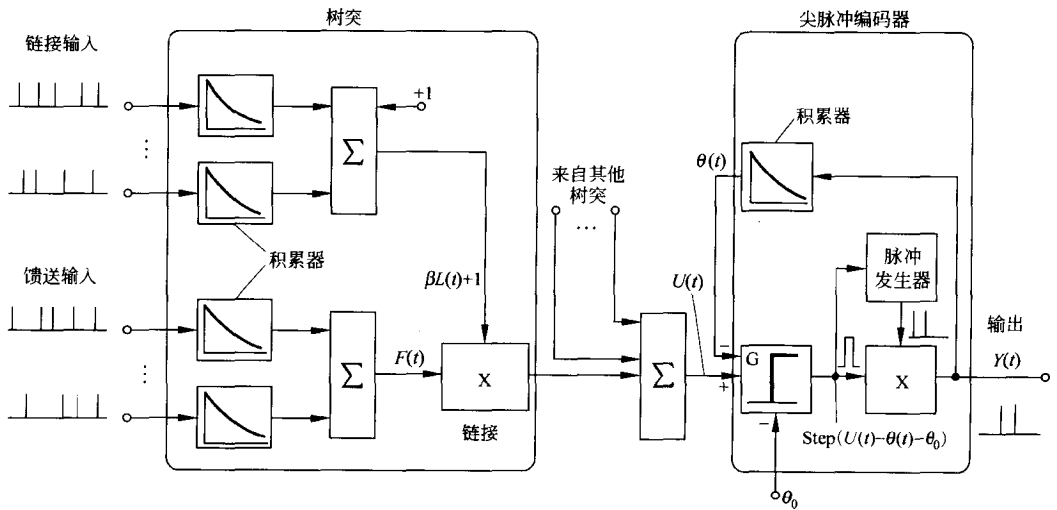 树突
尖脉冲编码器
链接输入
+1
积累器
Σ
θ(t)
来自其他
树突
…
积累器
馈送输入
βL(t)+1
U(t)
脉冲
发生器
输出
Y(t)
Σ
F(t)
X
Σ
−
G
+
X
链接
−
Step(U(t)−θ(t)−θ₀)
θ₀